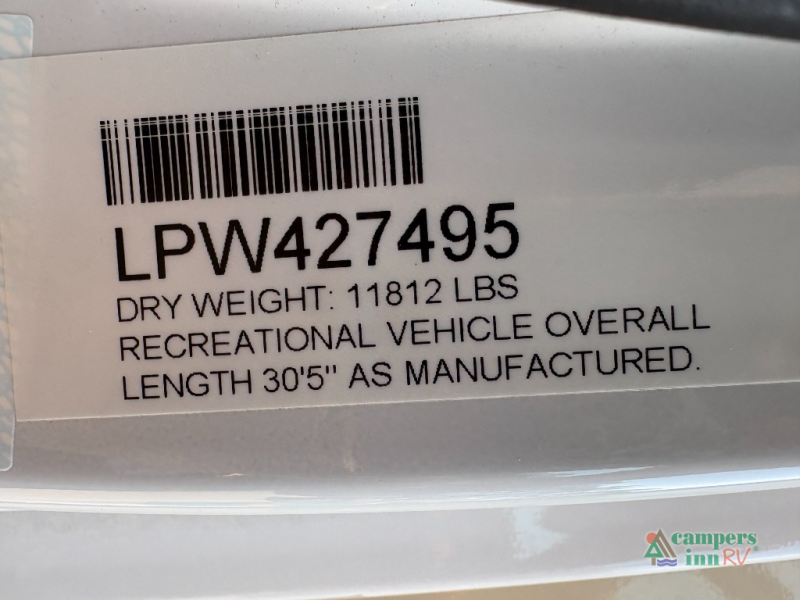 LPW427495
DRY WEIGHT: 11812 LBS
RECREATIONAL VEHICLE OVERALL
LENGTH 30'5" AS MANUFACTURED.
campers
inn RV